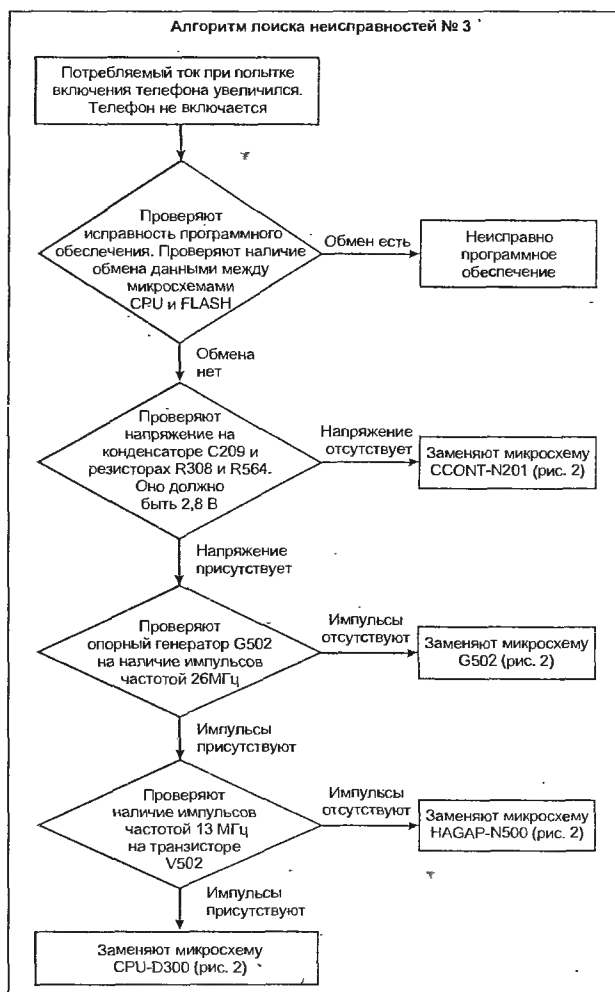 Алгоритм поиска неисправностей № 3
Потребляемый ток при попытке
включения телефона увеличился.
Телефон не включается
Проверяют
исправность программного
обеспечения. Проверяют наличие
обмена данными между
микросхемами
CPU и FLASH
Обмен есть
Неисправно
программное
обеспечение
Обмена
нет
Проверяют
напряжение на
конденсаторе C209 и
резисторах R308 и R564.
Оно должно
быть 2,8 В
Напряжение
отсутствует
Заменяют микросхему
CCONT-N201 (рис. 2)
Напряжение
присутствует
Проверяют
опорный генератор G502
на наличие импульсов
частотой 26МГц
Импульсы
отсутствуют
Заменяют микросхему
G502 (рис. 2)
Импульсы
присутствуют
Проверяют
наличие импульсов
частотой 13 МГц
на транзисторе
V502
Импульсы
отсутствуют
Заменяют микросхему
HAGAP-N500 (рис. 2)
Импульсы
присутствуют
Заменяют микросхему
CPU-D300 (рис. 2)